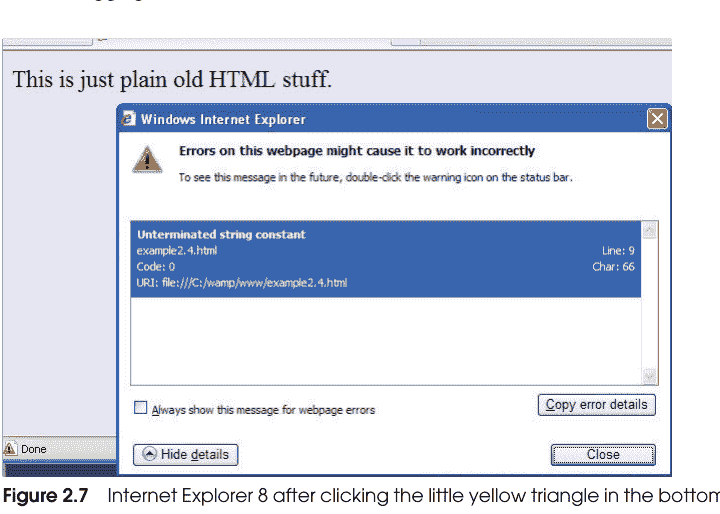 This is just plain old HTML stuff.
Windows Internet Explorer
Errors on this webpage might cause it to work incorrectly
To see this message in the future, double-click the warning icon on the status bar.
Unterminated string constant
example2.4.html Line: 9
Code: 0 Char: 66
URI: file:///C:/wamp/www/example2.4.html
Always show this message for webpage errors Copy error details
Done Hide details Close
Figure 2.7 Internet Explorer 8 after clicking the little yellow triangle in the bottom